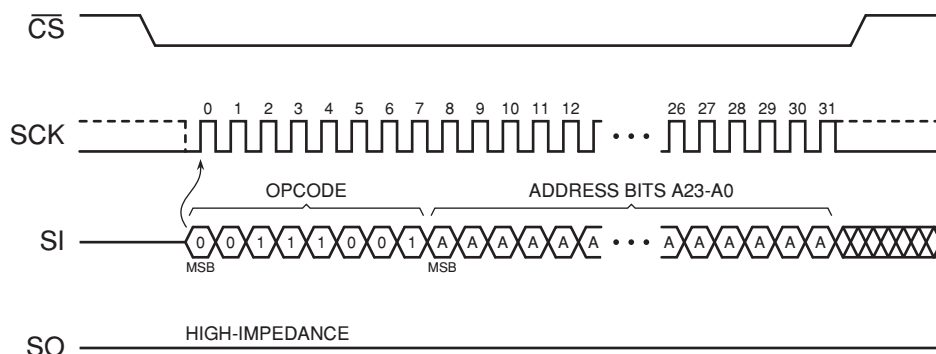 CS
0 1 2 3 4 5 6 7 8 9 10 11 12 26 27 28 29 30 31
SCK
OPCODE ADDRESS BITS A23-A0
SI 0 0 1 1 1 0 0 1 A A A A A A A A A A A A
MSB MSB
HIGH-IMPEDANCE
SO